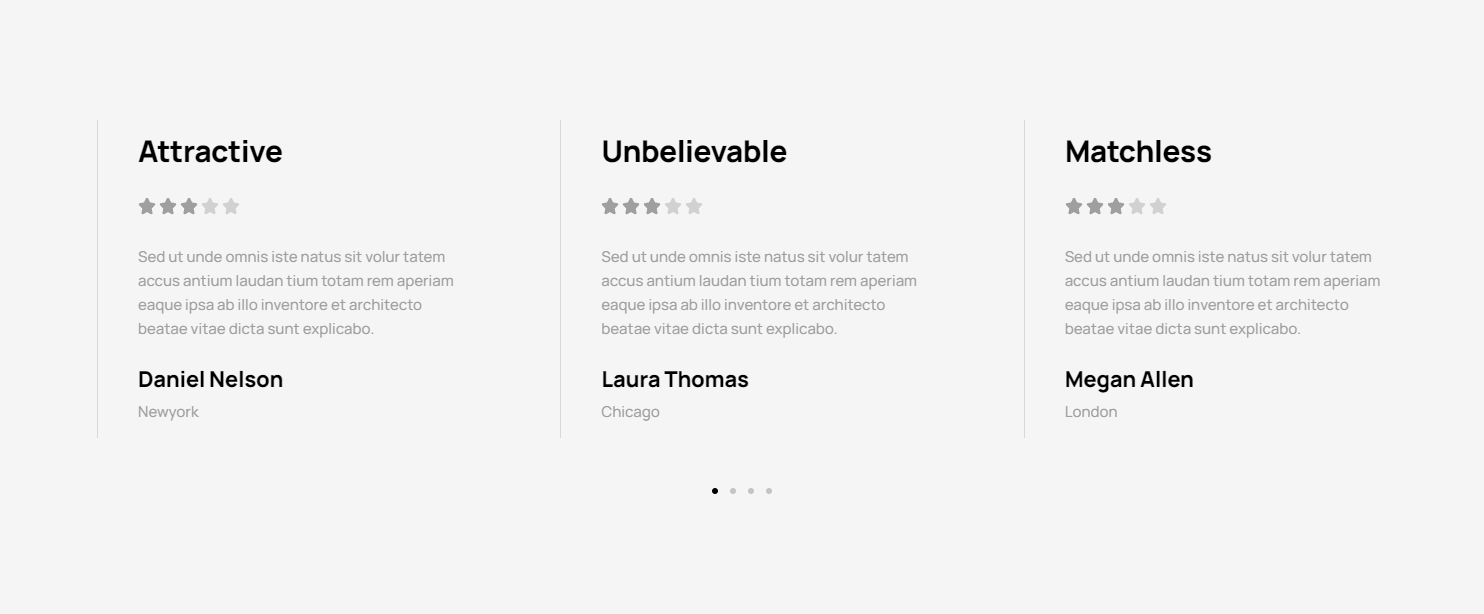 Attractive
Sed ut unde omnis iste natus sit volur tatem
accus antium laudan tium totam rem aperiam
eaque ipsa ab illo inventore et architecto
beatae vitae dicta sunt explicabo.
Daniel Nelson
Newyork
Unbelievable
Sed ut unde omnis iste natus sit volur tatem
accus antium laudan tium totam rem aperiam
eaque ipsa ab illo inventore et architecto
beatae vitae dicta sunt explicabo.
Laura Thomas
Chicago
Matchless
Sed ut unde omnis iste natus sit volur tatem
accus antium laudan tium totam rem aperiam
eaque ipsa ab illo inventore et architecto
beatae vitae dicta sunt explicabo.
Megan Allen
London